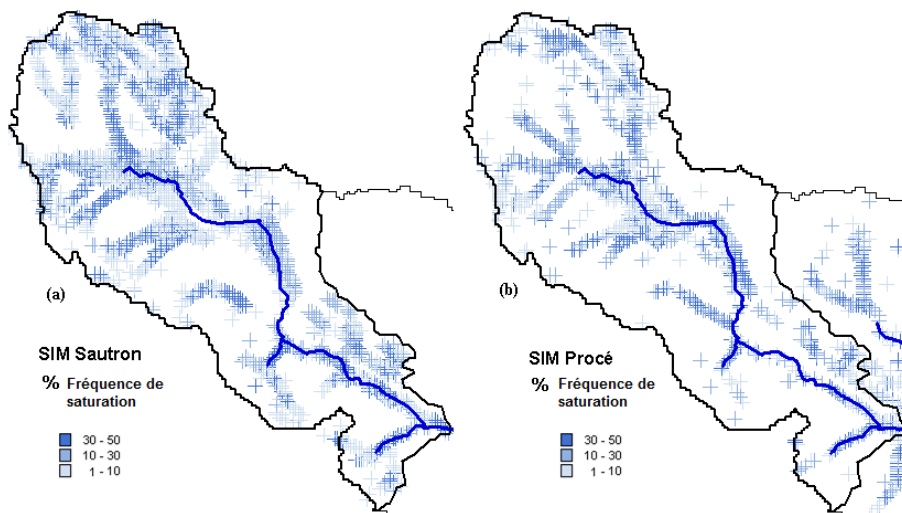 (a)
SIM Sautron
% Fréquence de
saturation
30 - 50
10 - 30
1 - 10
(b)
SIM Procé
% Fréquence de
saturation
30 - 50
10 - 30
1 - 10